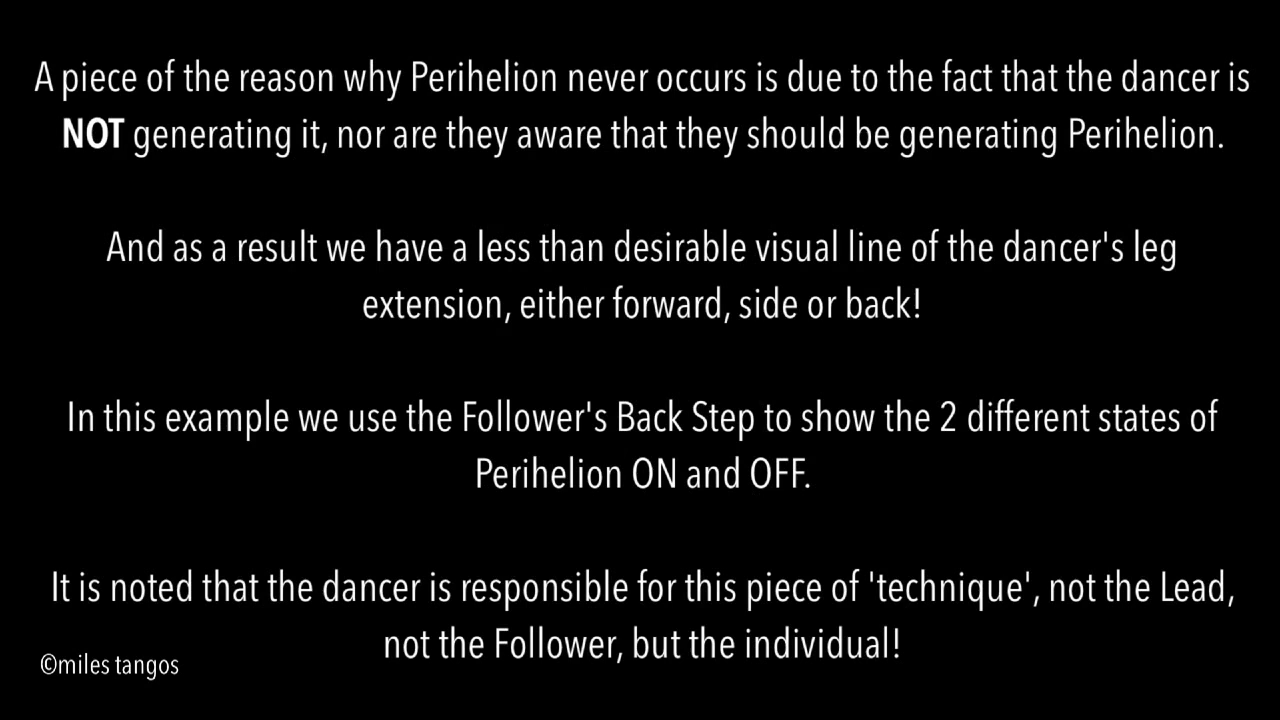 A piece of the reason why Perihelion never occurs is due to the fact that the dancer is
NOT generating it, nor are they aware that they should be generating Perihelion.
And as a result we have a less than desirable visual line of the dancer's leg
extension, either forward, side or back!
In this example we use the Follower's Back Step to show the 2 different states of
Perihelion ON and OFF.
It is noted that the dancer is responsible for this piece of 'technique', not the Lead,
not the Follower, but the individual!
©miles tangos